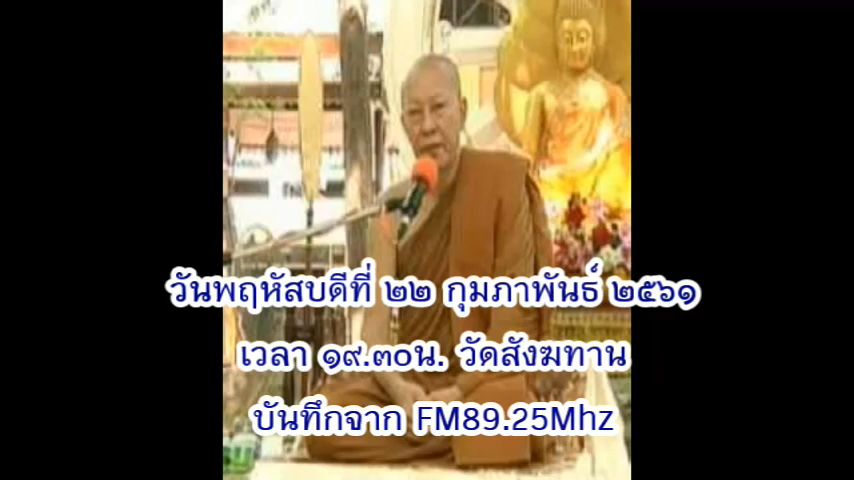 วันพฤหัสบดีที่ ๒๒ กุมภาพันธ์ ๒๕๖๑
เวลา ๑๙.๓๐น. วัดสังฆทาน
บันทึกจาก FM89.25Mhz